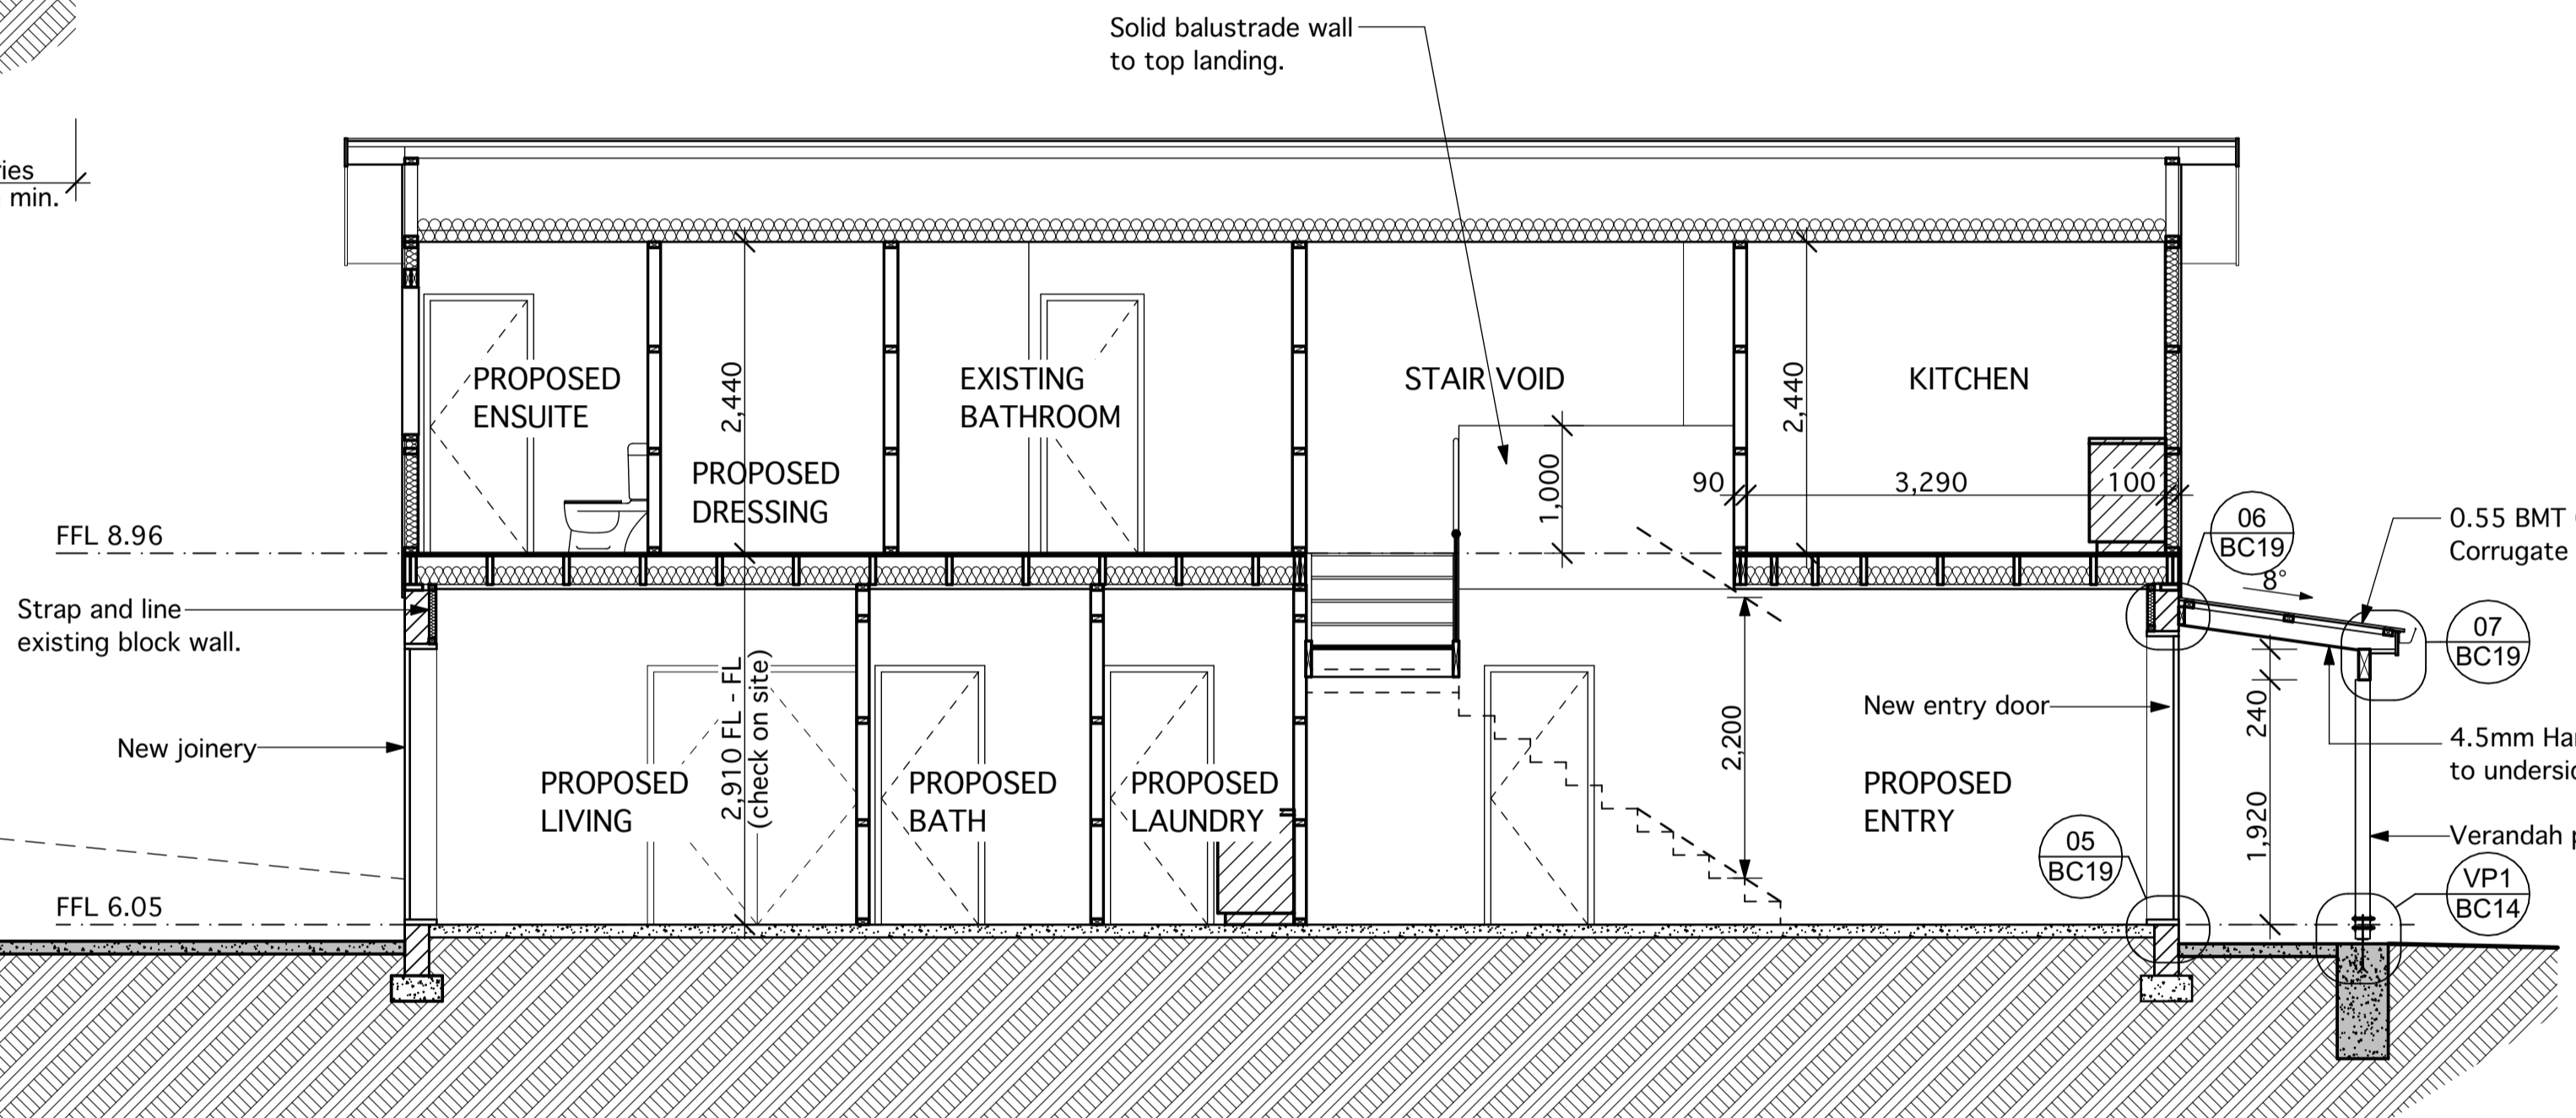 Solid balustrade wall
to top landing.
ries
min.
PROPOSED
ENSUITE
2,440
PROPOSED
DRESSING
EXISTING
BATHROOM
STAIR VOID
1,000
2,440
KITCHEN
90
3,290
100
FFL 8.96
06
BC19
0.55 BMT
Corrugate
8°
Strap and line
existing block wall.
07
BC19
New joinery
PROPOSED
LIVING
2,910 FL - FL
(check on site)
PROPOSED
BATH
PROPOSED
LAUNDRY
2,200
New entry door
PROPOSED
ENTRY
240
4.5mm Ha
to undersi
1,920
Verandah p
05
BC19
VP1
BC14
FFL 6.05